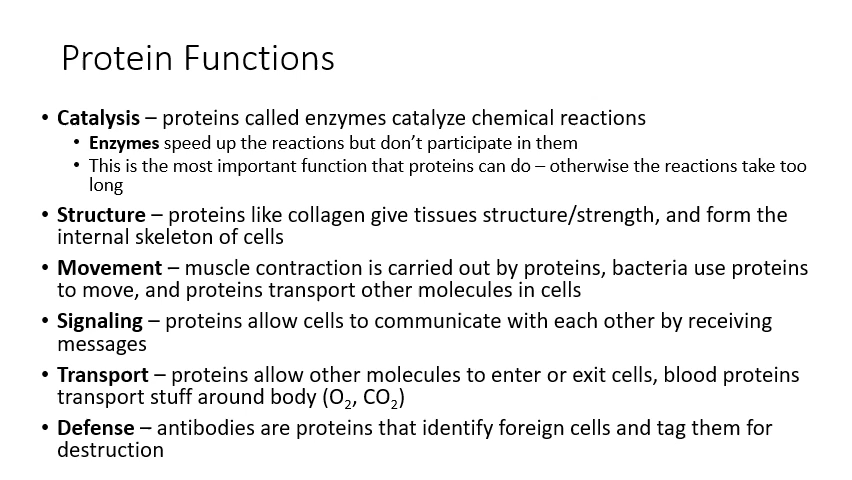 Protein Functions
• Catalysis – proteins called enzymes catalyze chemical reactions
• Enzymes speed up the reactions but don’t participate in them
• This is the most important function that proteins can do – otherwise the reactions take too
long
• Structure – proteins like collagen give tissues structure/strength, and form the
internal skeleton of cells
• Movement – muscle contraction is carried out by proteins, bacteria use proteins
to move, and proteins transport other molecules in cells
• Signaling – proteins allow cells to communicate with each other by receiving
messages
• Transport – proteins allow other molecules to enter or exit cells, blood proteins
transport stuff around body (O₂, CO₂)
• Defense – antibodies are proteins that identify foreign cells and tag them for
destruction